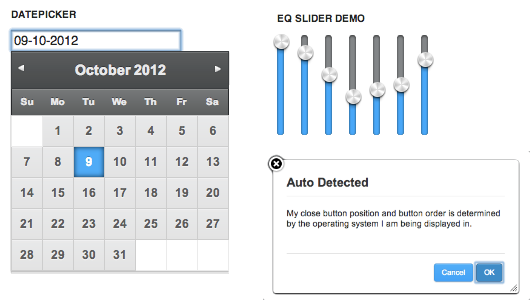 DATEPICKER
09-10-2012
October 2012
Su Mo Tu We Th Fr Sa
1 2 3 4 5 6
7 8 9 10 11 12 13
14 15 16 17 18 19 20
21 22 23 24 25 26 27
28 29 30 31
EQ SLIDER DEMO
Auto Detected
My close button position and button order is determined
by the operating system I am being displayed in.
Cancel OK